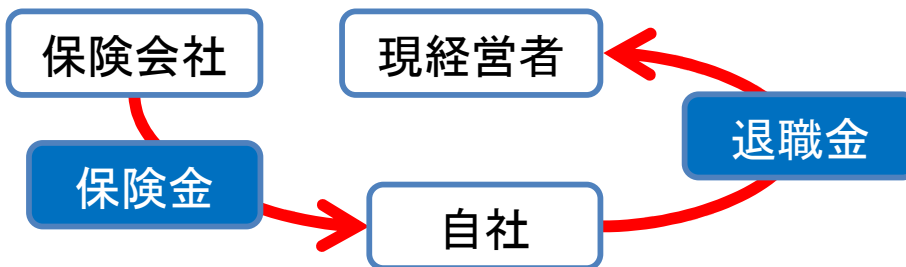 保険会社
現経営者
保険金
退職金
自社